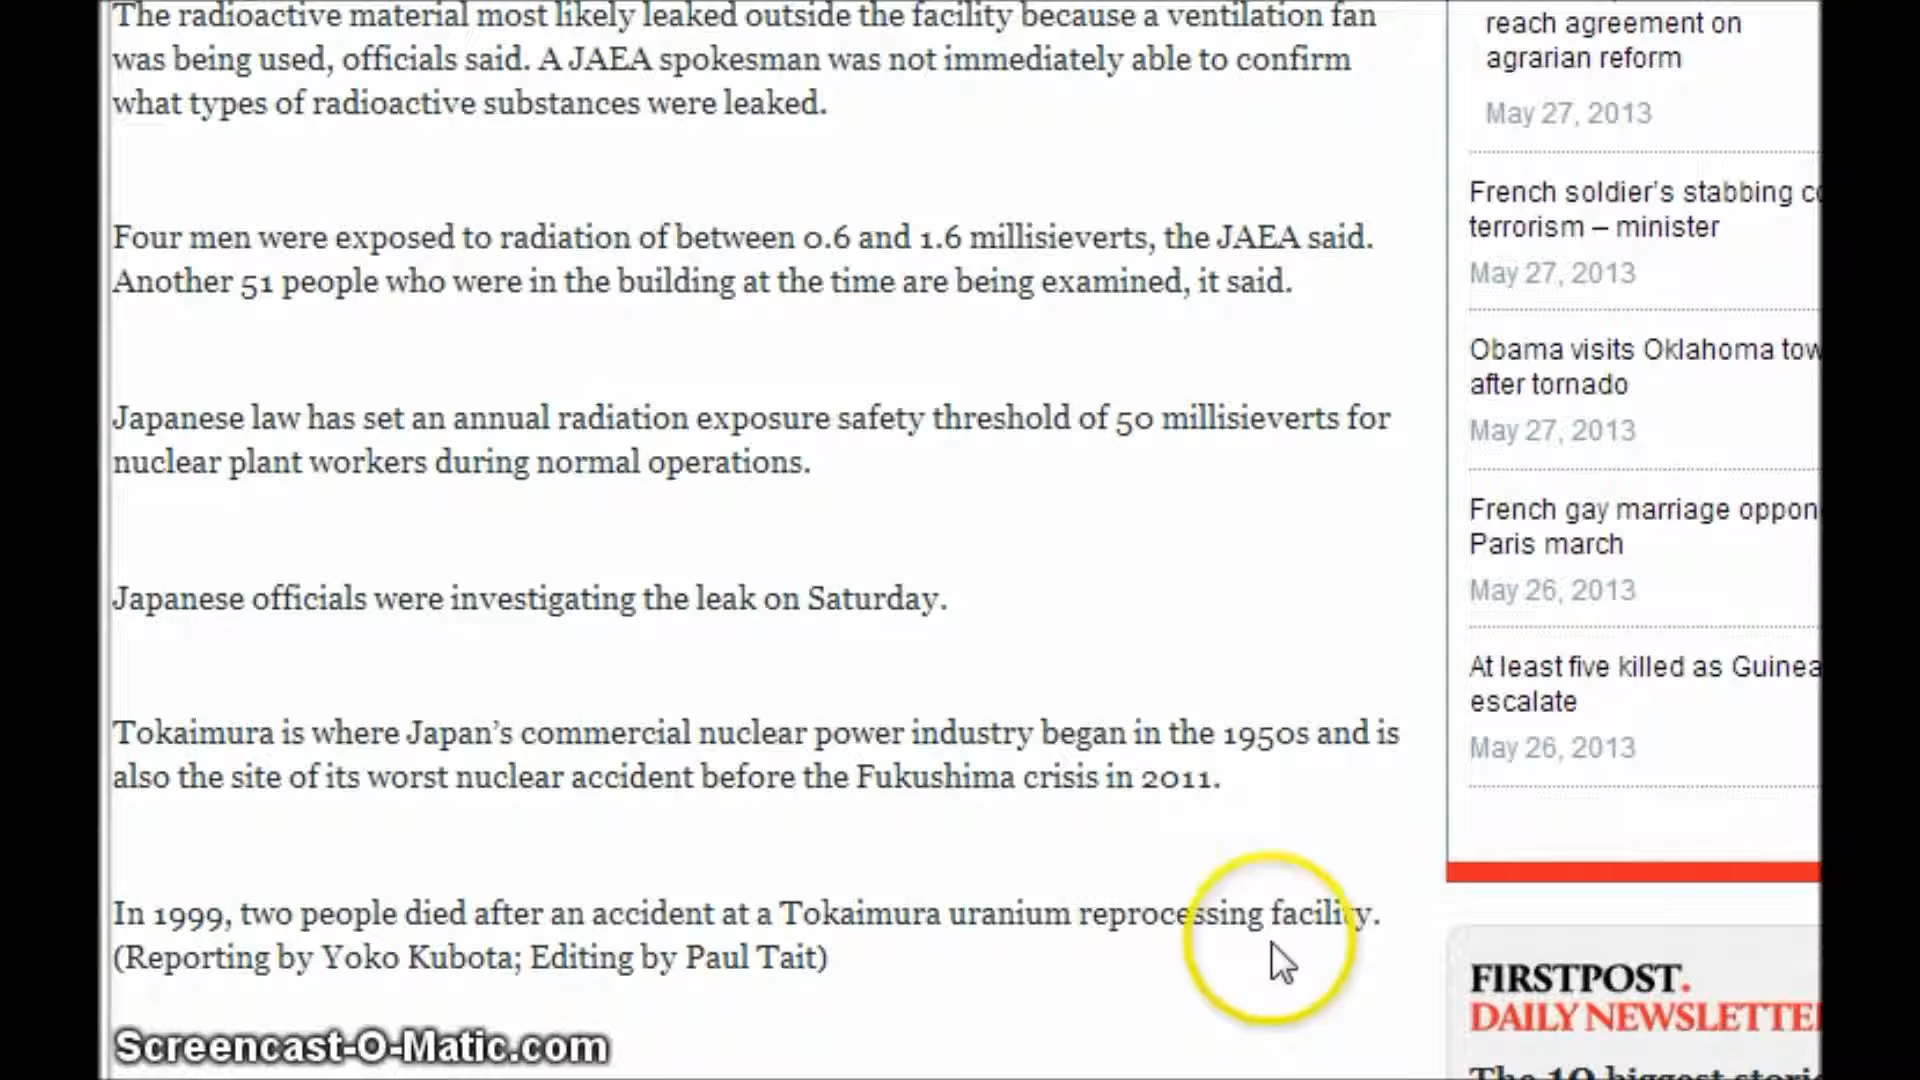 The radioactive material most likely leaked outside the facility because a ventilation fan
was being used, officials said. A JAEA spokesman was not immediately able to confirm
what types of radioactive substances were leaked.
Four men were exposed to radiation of between 0.6 and 1.6 millisieverts, the JAEA said.
Another 51 people who were in the building at the time are being examined, it said.
Japanese law has set an annual radiation exposure safety threshold of 50 millisieverts for
nuclear plant workers during normal operations.
Japanese officials were investigating the leak on Saturday.
Tokaimura is where Japan’s commercial nuclear power industry began in the 1950s and is
also the site of its worst nuclear accident before the Fukushima crisis in 2011.
In 1999, two people died after an accident at a Tokaimura uranium reprocessing facility.
(Reporting by Yoko Kubota; Editing by Paul Tait)
Screencast-O-Matic.com
reach agreement on
agrarian reform
May 27, 2013
French soldier’s stabbing
terrorism – minister
May 27, 2013
Obama visits Oklahoma
after tornado
May 27, 2013
French gay marriage
Paris march
May 26, 2013
At least five killed as Guinea
escalate
May 26, 2013
FIRSTPOST.
DAILY
The 10 biggest